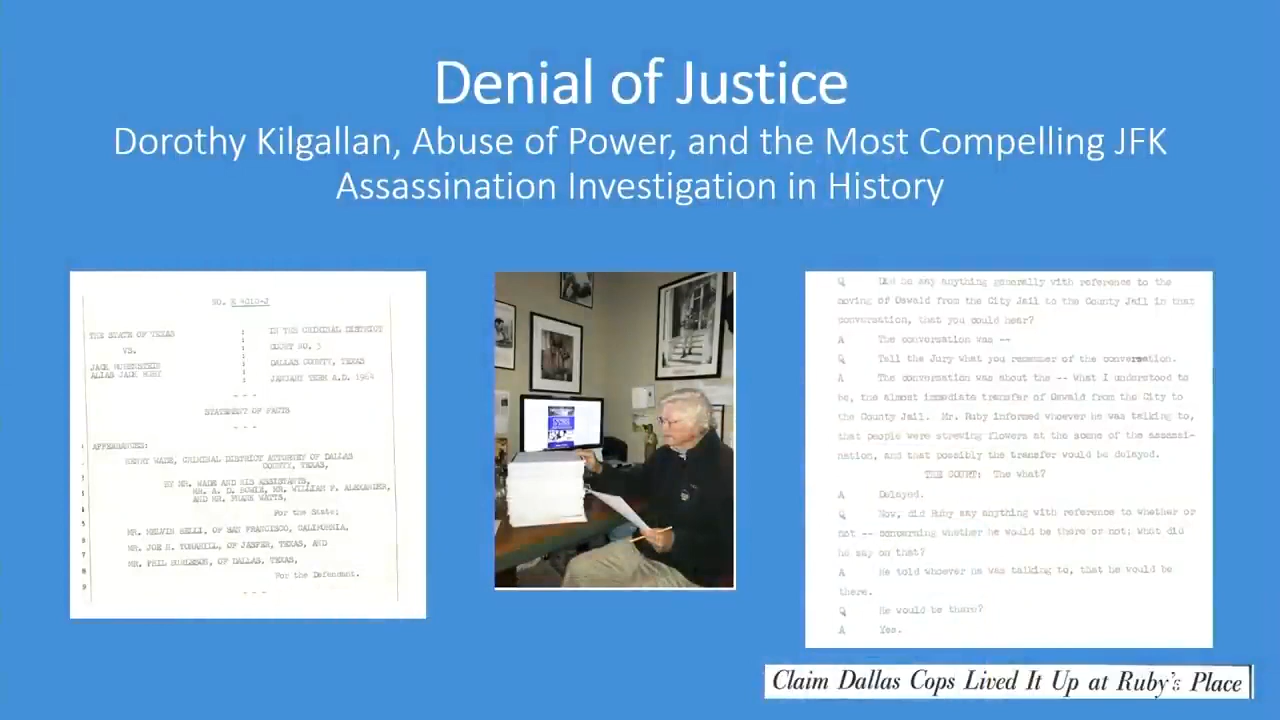 Denial of Justice
Dorothy Kilgallan, Abuse of Power, and the Most Compelling JFK
Assassination Investigation in History
NO. E 4010-J
THE STATE OF TEXAS
VS.
JACK RUBENSTEIN
ALIAS JACK RUBY
IN THE CRIMINAL DISTRICT
COURT NO. 3
DALLAS COUNTY, TEXAS
JANUARY TERM A.D. 1964
STATEMENT OF FACTS
APPEARANCES:
HENRY WADE, CRIMINAL DISTRICT ATTORNEY OF DALLAS
COUNTY, TEXAS,
BY MR. WADE AND HIS ASSISTANTS,
MR. A. D. BOWIE, MR. WILLIAM F. ALEXANDER,
AND MR. FRANK WATTS,
For the State;
MR. MELVIN BELLI, OF SAN FRANCISCO, CALIFORNIA,
MR. JOE H. TONAHILL, OF JASPER, TEXAS, AND
MR. PHIL BURLESON, OF DALLAS, TEXAS,
For the Defendant.
Q Did he say anything generally with reference to the
moving of Oswald from the City Jail to the County Jail in that
conversation, that you could hear?
A The conversation was --
Q Tell the Jury what you remember of the conversation.
A The conversation was about the -- what I understood to
be, the almost immediate transfer of Oswald from the City to
the County Jail. Mr. Ruby informed whoever he was talking to,
that people were strewing flowers at the scene of the assassi-
nation, and that possibly the transfer would be delayed.
THE COURT: The what?
A Delayed.
Q Now, did Ruby say anything with reference to whether or
not -- concerning whether he would be there or not; what did
he say on that?
A He told whoever he was talking to, that he would be
there.
Q He would be there?
A Yes.
Claim Dallas Cops Lived It Up at Ruby's Place